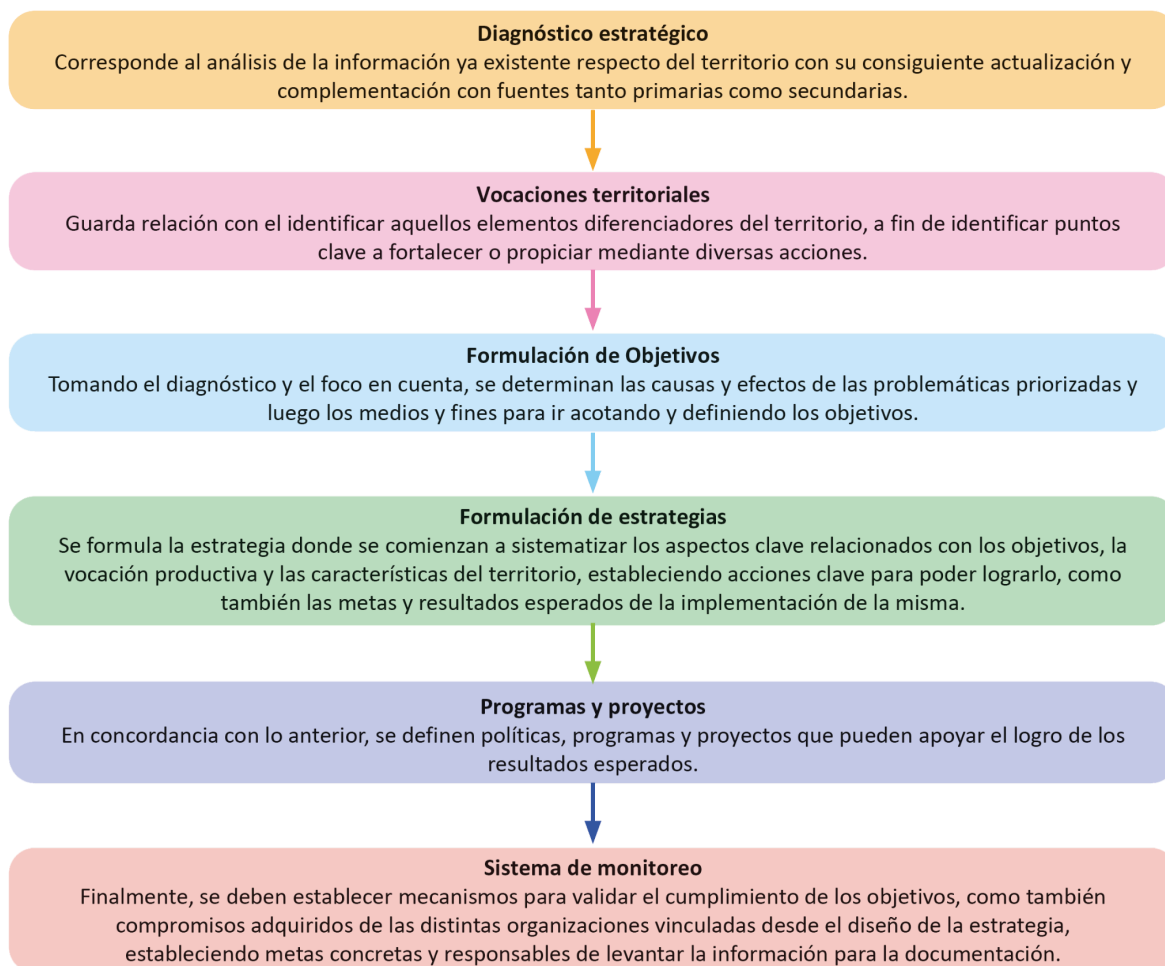 Diagnóstico estratégico
Corresponde al análisis de la información ya existente respecto del territorio con su consiguiente actualización y
complementación con fuentes tanto primarias como secundarias.
Vocaciones territoriales
Guarda relación con el identificar aquellos elementos diferenciadores del territorio, a fin de identificar puntos
clave a fortalecer o propiciar mediante diversas acciones.
Formulación de Objetivos
Tomando el diagnóstico y el foco en cuenta, se determinan las causas y efectos de las problemáticas priorizadas y
luego los medios y fines para ir acotando y definiendo los objetivos.
Formulación de estrategias
Se formula la estrategia donde se comienzan a sistematizar los aspectos clave relacionados con los objetivos, la
vocación productiva y las características del territorio, estableciendo acciones clave para poder lograrlo, como
también las metas y resultados esperados de la implementación de la misma.
Programas y proyectos
En concordancia con lo anterior, se definen políticas, programas y proyectos que pueden apoyar el logro de los
resultados esperados.
Sistema de monitoreo
Finalmente, se deben establecer mecanismos para validar el cumplimiento de los objetivos, como también
compromisos adquiridos de las distintas organizaciones vinculadas desde el diseño de la estrategia,
estableciendo metas concretas y responsables de levantar la información para la documentación.